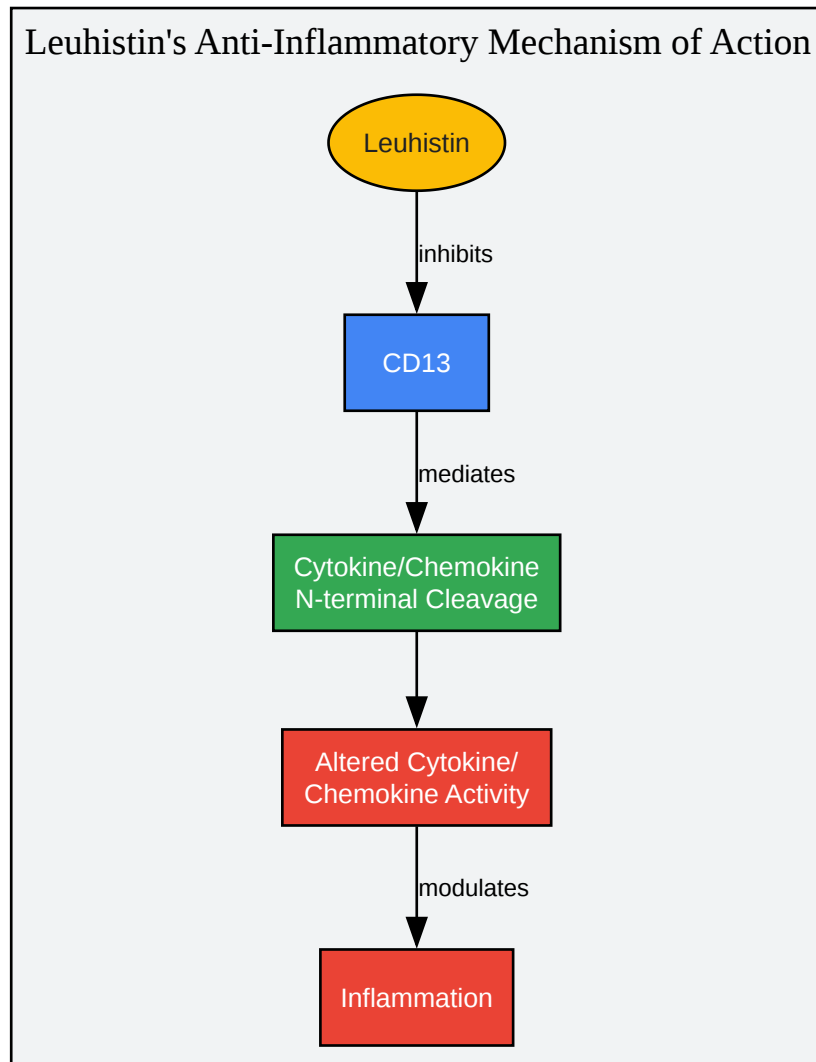 Leuhistin's Anti-Inflammatory Mechanism of Action
Leuhistin
inhibits
CD13
mediates
Cytokine/Chemokine
N-terminal Cleavage
Altered Cytokine/
Chemokine Activity
modulates
Inflammation